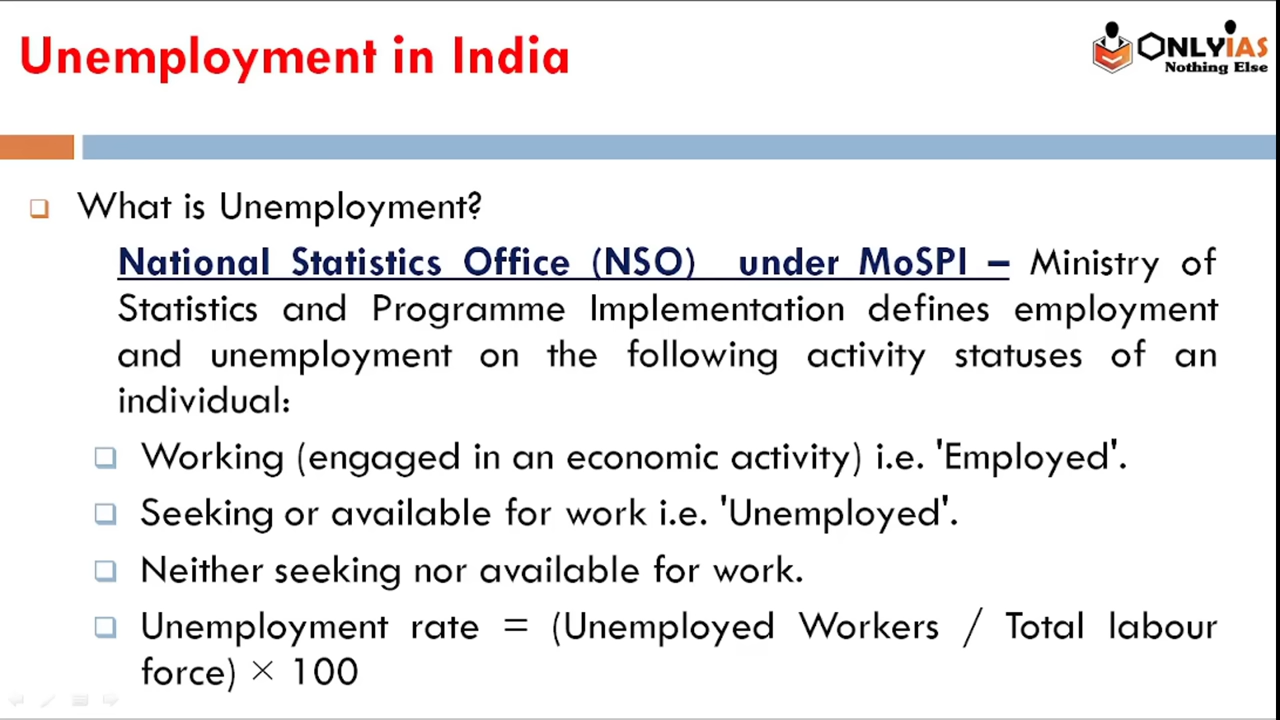 Unemployment in India
ONLYIAS
Nothing Else
What is Unemployment?
National Statistics Office (NSO) under MoSPI – Ministry of
Statistics and Programme Implementation defines employment
and unemployment on the following activity statuses of an
individual:
Working (engaged in an economic activity) i.e. 'Employed'.
Seeking or available for work i.e. 'Unemployed'.
Neither seeking nor available for work.
Unemployment rate = (Unemployed Workers / Total labour
force) × 100